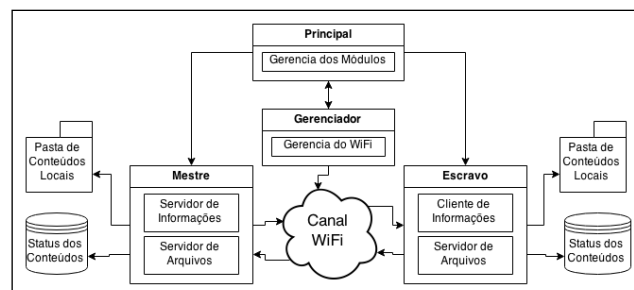 Principal
Gerencia dos Módulos
Gerenciador
Gerencia do WiFi
Pasta de
Conteúdos
Locais
Status dos
Conteúdos
Mestre
Servidor de
Informações
Servidor de
Arquivos
Canal
WiFi
Escravo
Cliente de
Informações
Servidor de
Arquivos
Pasta de
Conteúdos
Locais
Status dos
Conteúdos